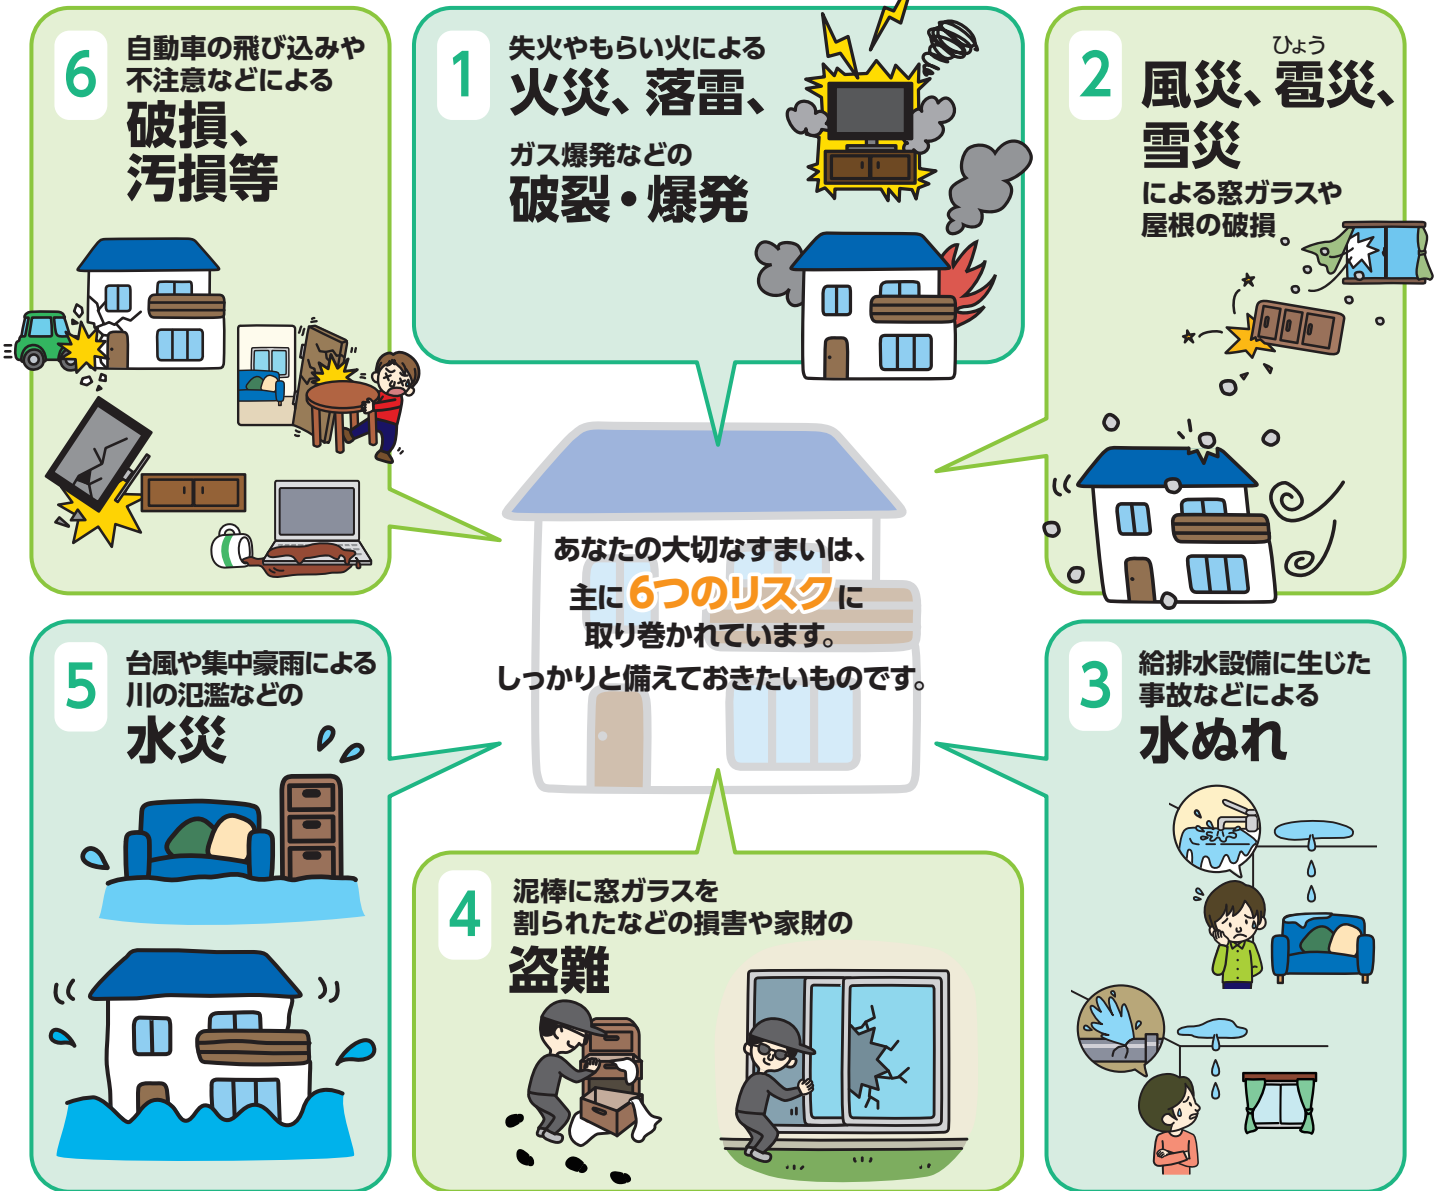 1
失火やもらい火による
火災、落雷、
ガス爆発などの
破裂・爆発
2
ひょう
風災、雹災、
雪災
による窓ガラスや
屋根の破損
3
給排水設備に生じた
事故などによる
水ぬれ
4
泥棒に窓ガラスを
割られたなどの損害や家財の
盗難
5
台風や集中豪雨による
川の氾濫などの
水災
6
自動車の飛び込みや
不注意などによる
破損、
汚損等
あなたの大切なすまいは、
主に6つのリスクに
取り巻かれています。
しっかりと備えておきたいものです。